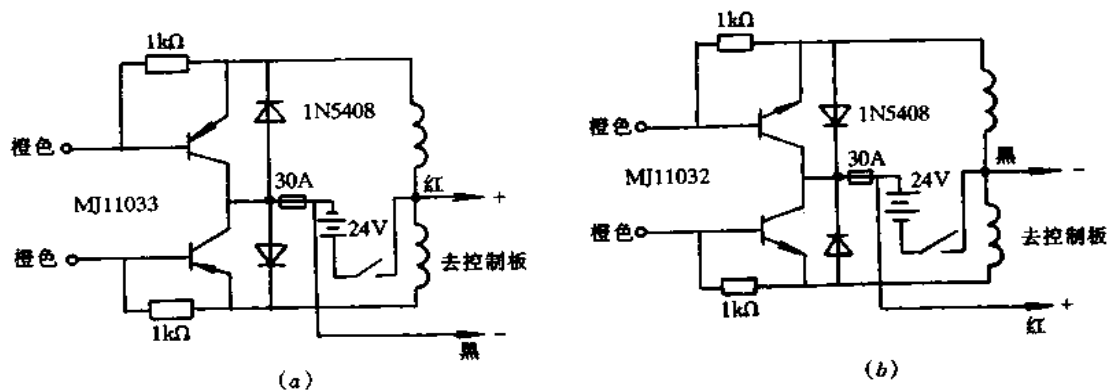 1kΩ
橙色
1N5408
30A
红
+
MJ11033
24V
橙色
去控制板
1kΩ
黑
-
(a)
1kΩ
橙色
1N5408
30A
黑
-
MJ11032
24V
橙色
去控制板
1kΩ
+
红
(b)